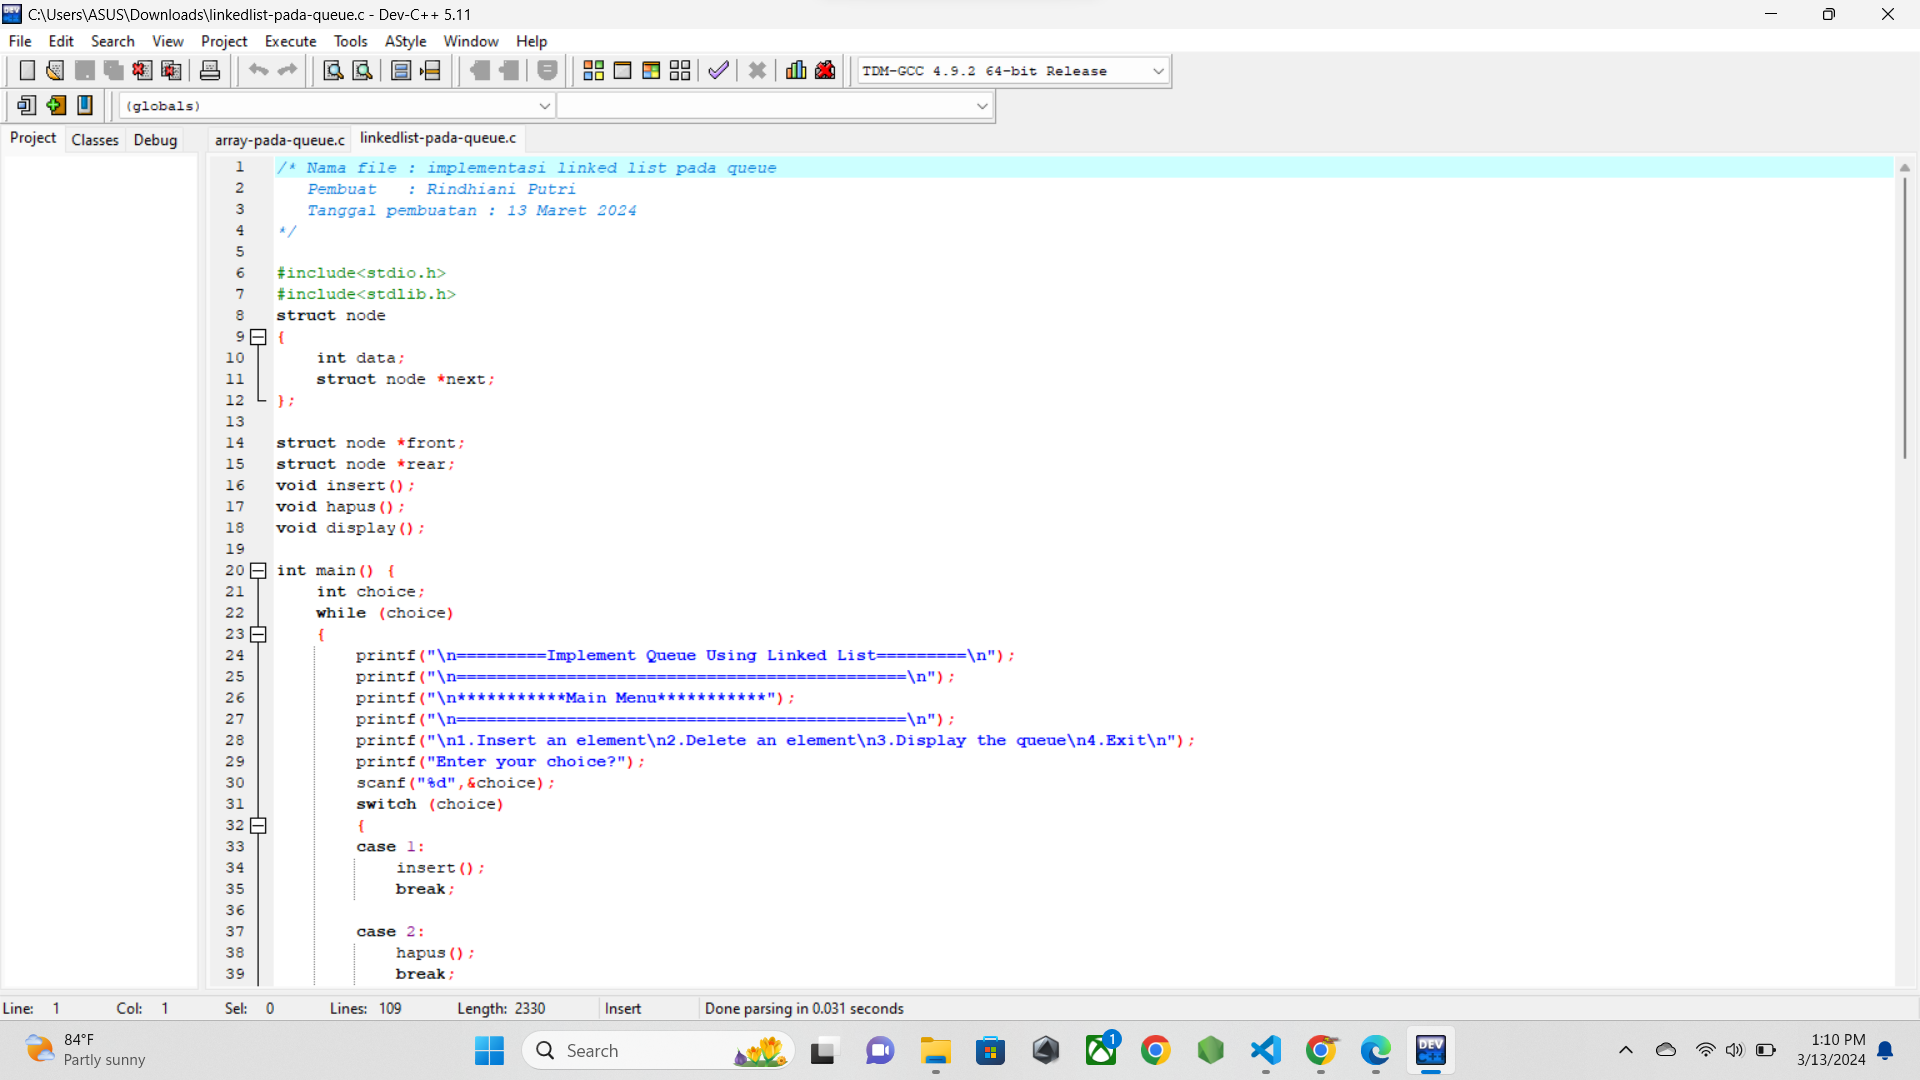 C:\Users\ASUS\Downloads\linkedlist-pada-queue.c - Dev-C++ 5.11
File Edit Search View Project Execute Tools AStyle Window Help
TDM-GCC 4.9.2 64-bit Release
(globals)
Project Classes Debug array-pada-queue.c linkedlist-pada-queue.c
1 /* Nama file : implementasi linked list pada queue
2 Pembuat : Rindhiani Putri
3 Tanggal pembuatan : 13 Maret 2024
4 */
5
6 #include<stdio.h>
7 #include<stdlib.h>
8 struct node
9 {
10 int data;
11 struct node *next;
12 };
13
14 struct node *front;
15 struct node *rear;
16 void insert();
17 void hapus();
18 void display();
19
20 int main() {
21 int choice;
22 while (choice)
23 {
24 printf("\n=========Implement Queue Using Linked List=========\n");
25 printf("\n=============================================\n");
26 printf("\n***********Main Menu***********");
27 printf("\n=============================================\n");
28 printf("\n1.Insert an element\n2.Delete an element\n3.Display the queue\n4.Exit\n");
29 printf("Enter your choice?");
30 scanf("%d",&choice);
31 switch (choice)
32 {
33 case 1:
34 insert();
35 break;
36
37 case 2:
38 hapus();
39 break;
Line: 1 Col: 1 Sel: 0 Lines: 109 Length: 2330 Insert Done parsing in 0.031 seconds
84°F
Partly sunny
Search
1
DEV
C++
1:10 PM
3/13/2024